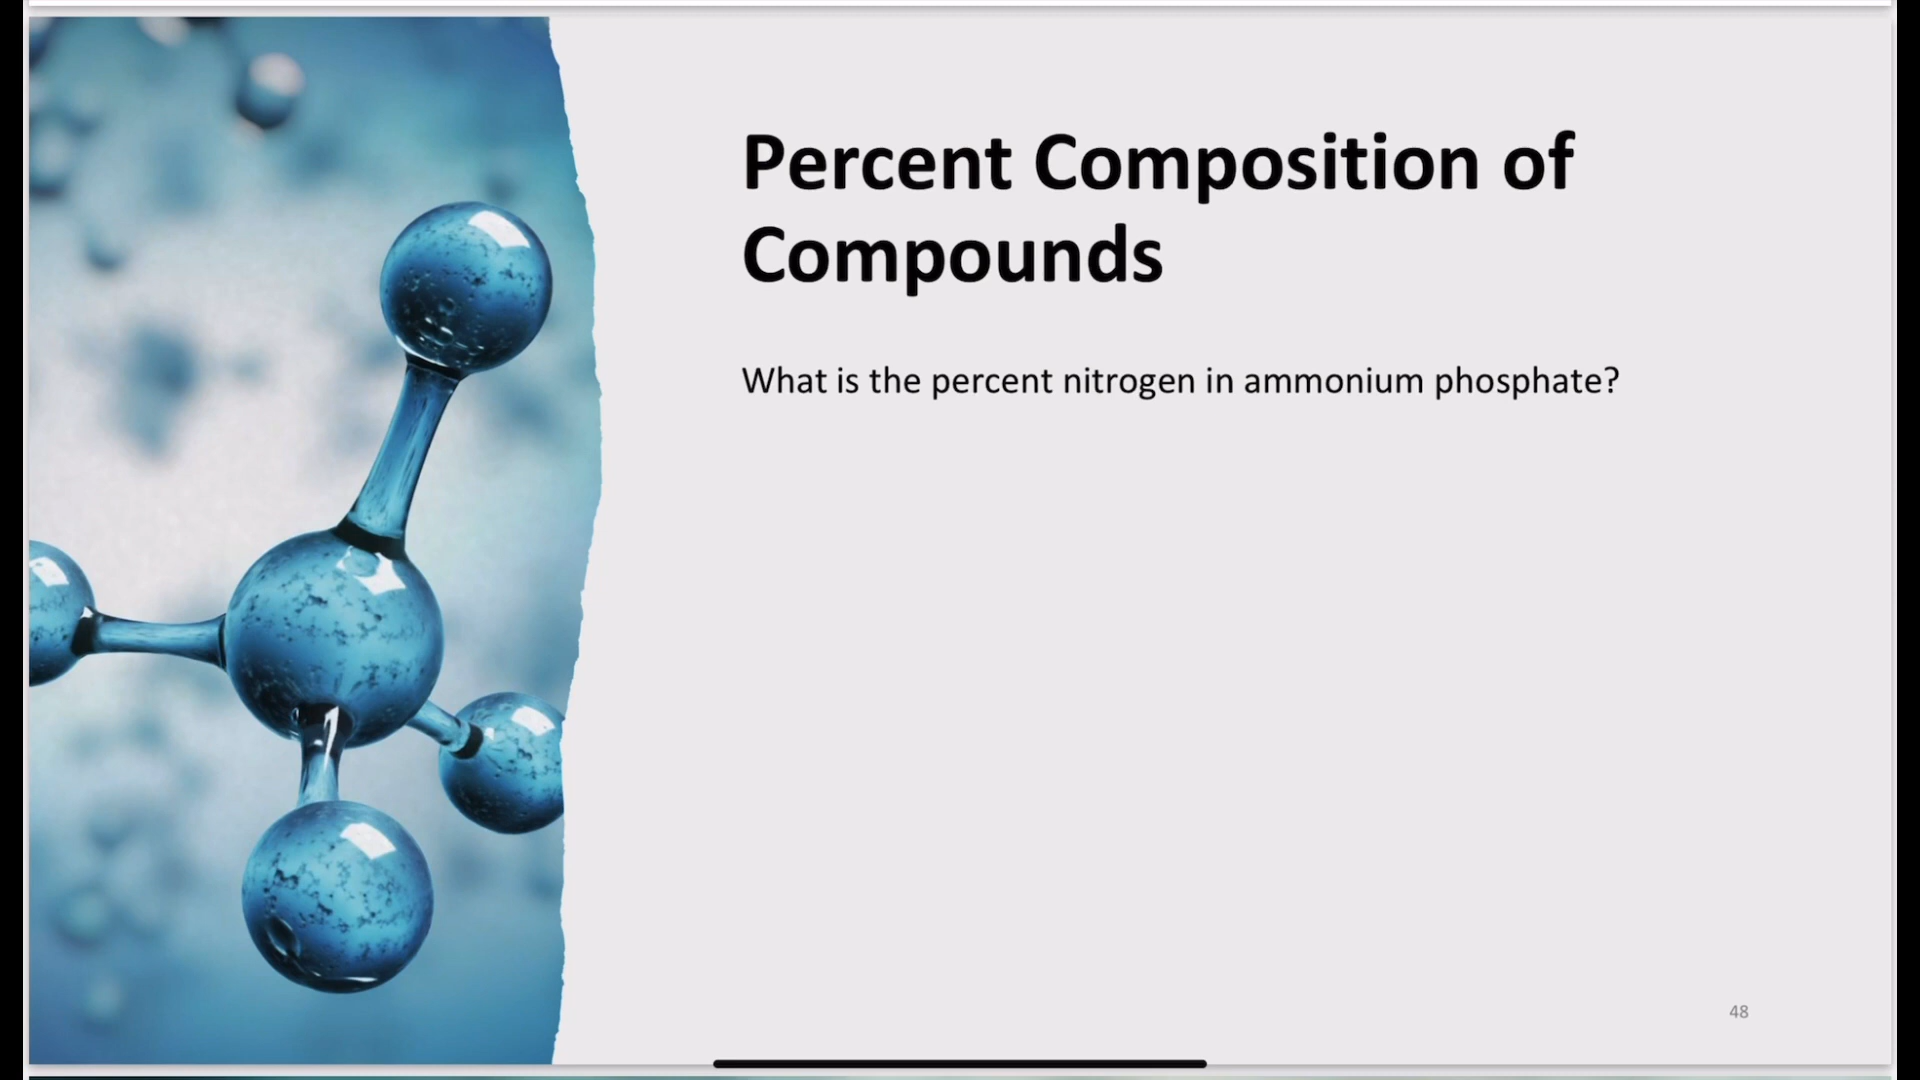 Percent Composition of
Compounds
What is the percent nitrogen in ammonium phosphate?
48